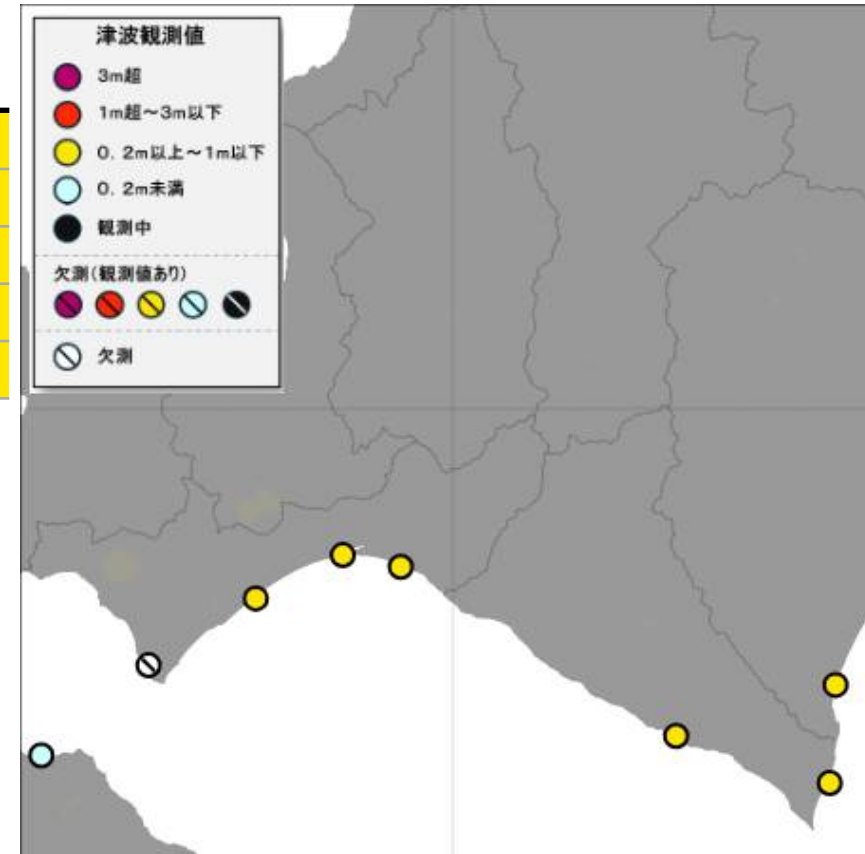 津波観測値
3m超
1m超～3m以下
0. 2m以上～1m以下
0. 2m未満
観測中
欠測(観測値あり)
欠測